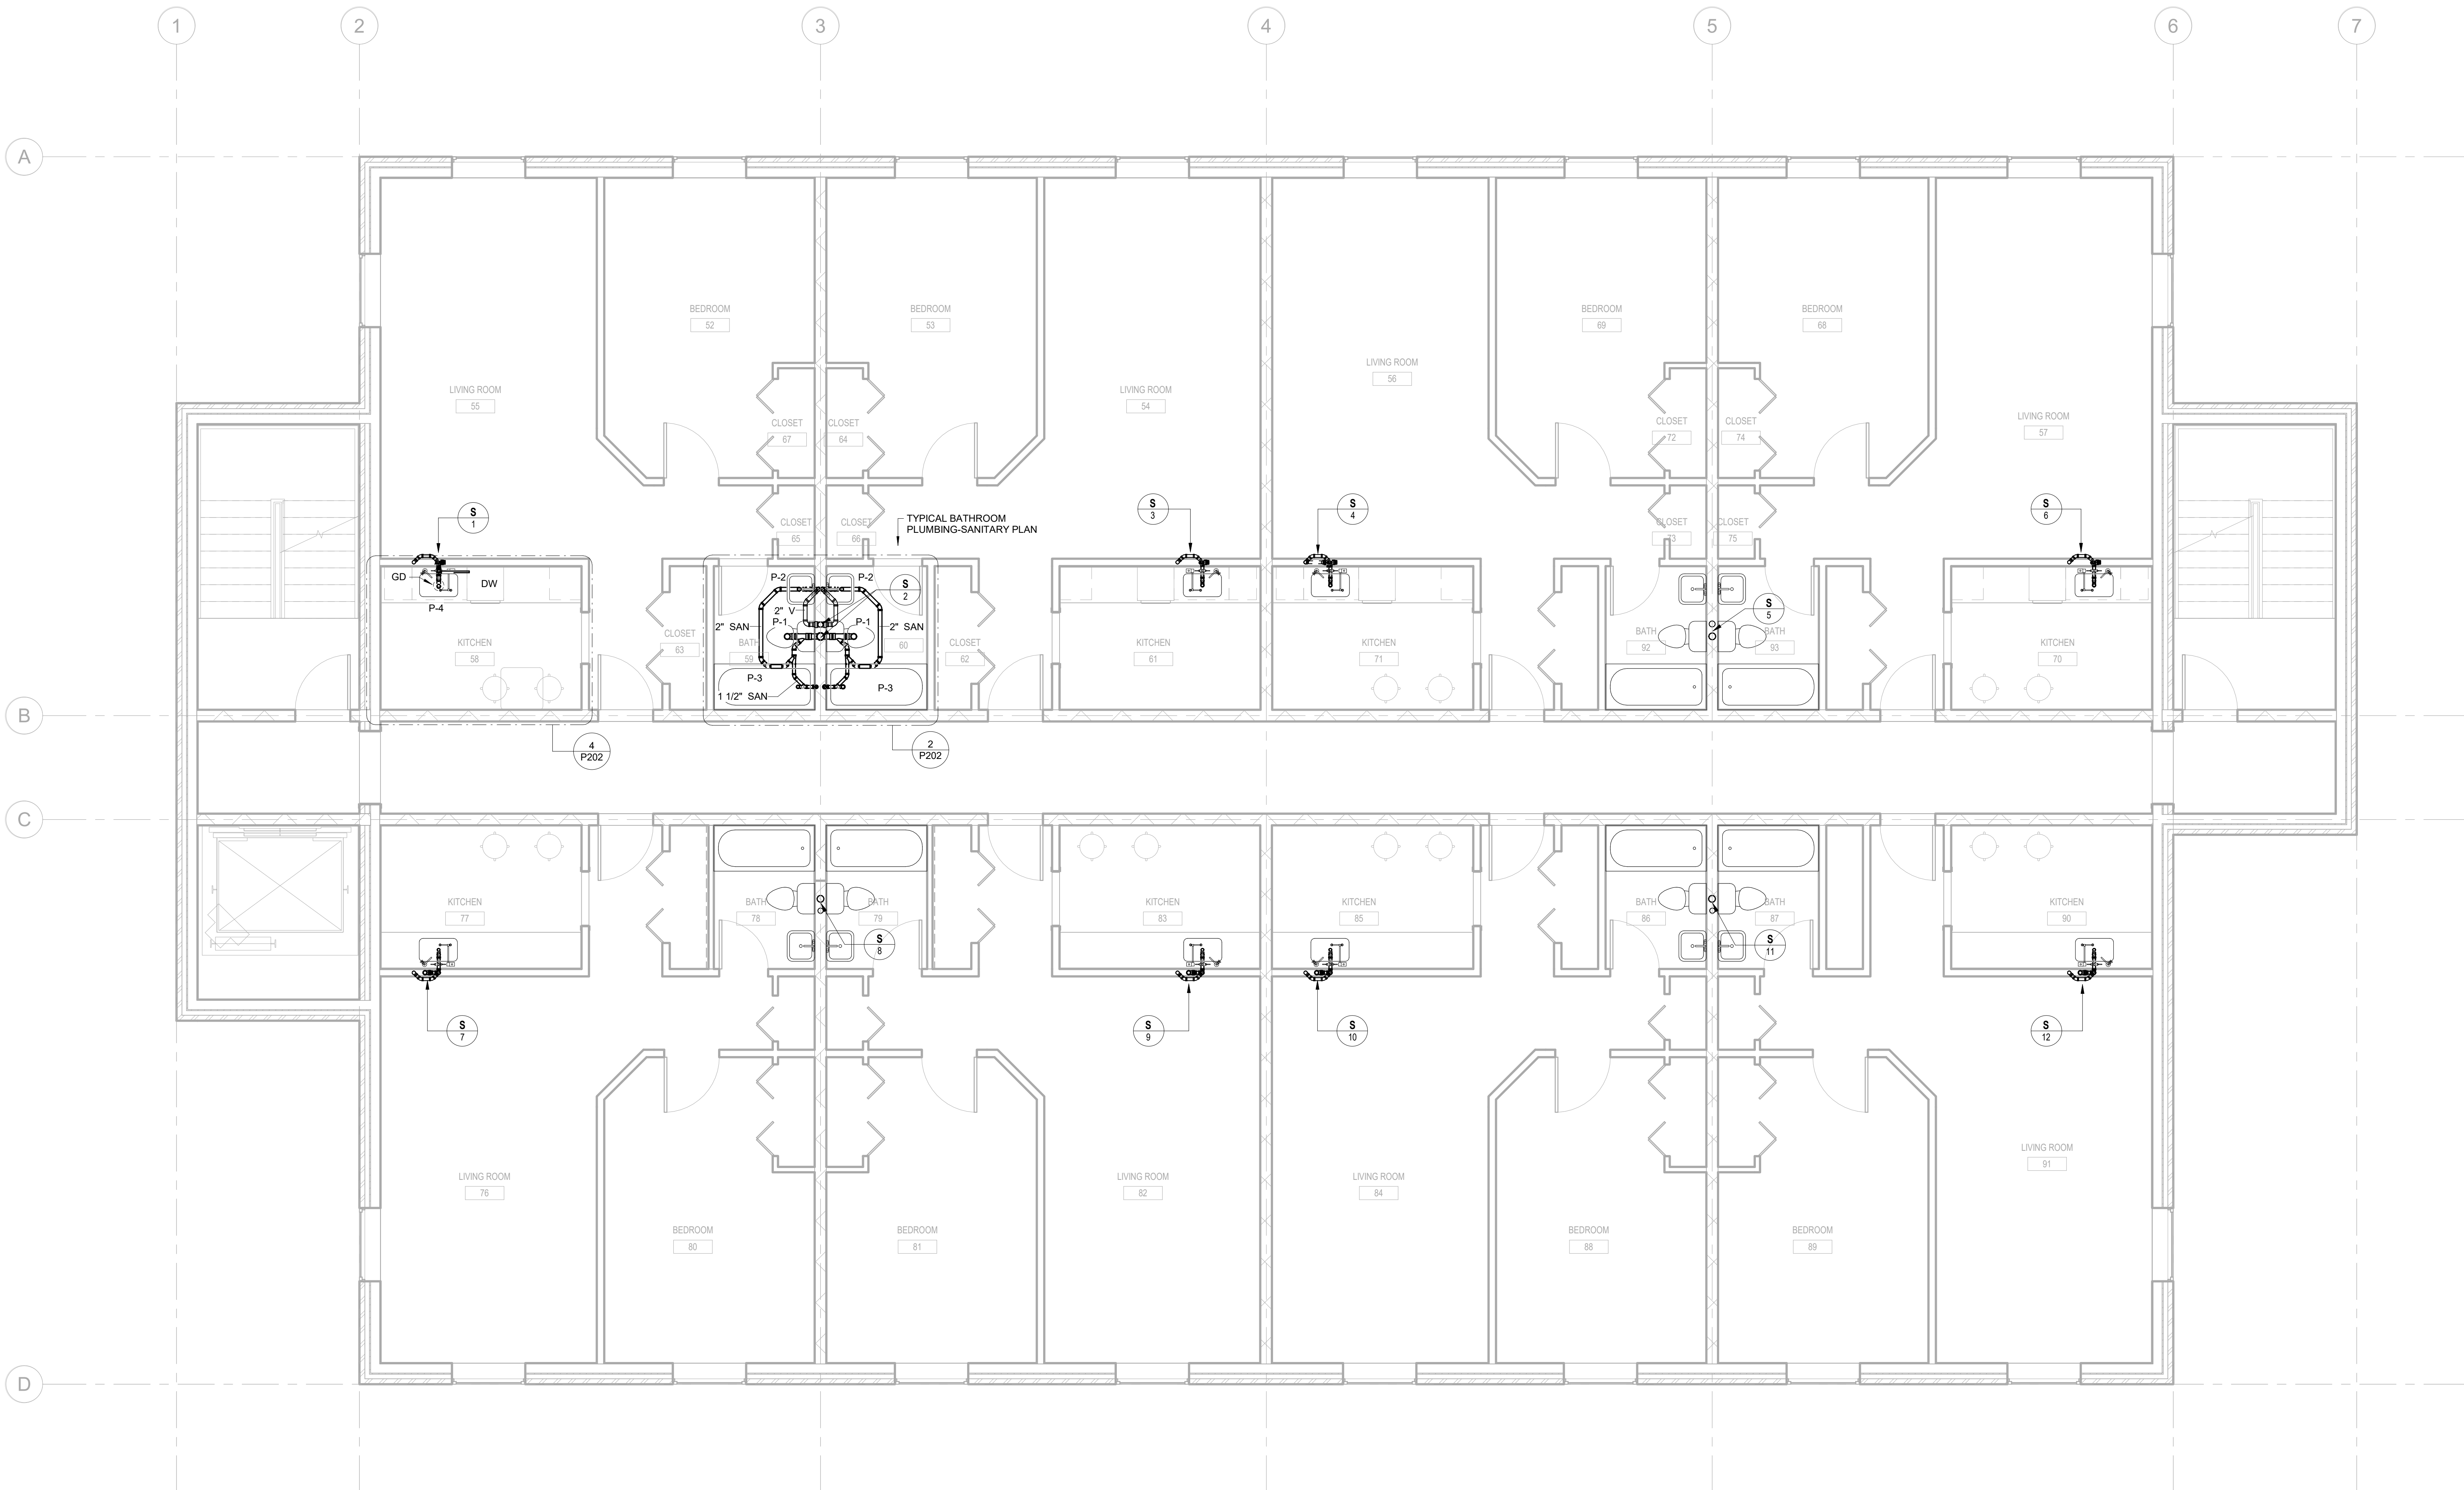 1
2
3
4
5
6
7
A
B
C
D
BEDROOM
52
BEDROOM
53
BEDROOM
69
BEDROOM
68
LIVING ROOM
55
LIVING ROOM
54
LIVING ROOM
56
LIVING ROOM
57
CLOSET
67
CLOSET
64
CLOSET
72
CLOSET
74
S
1
S
3
S
4
S
6
CLOSET
65
CLOSET
66
TYPICAL BATHROOM
PLUMBING-SANITARY PLAN
CLOSET
73
CLOSET
75
GD
DW
P-4
P-2
P-2
S
2
2" V
P-1
P-1
2" SAN
2" SAN
S
5
KITCHEN
58
CLOSET
63
BATH
59
60
CLOSET
62
KITCHEN
61
KITCHEN
71
BATH
92
BATH
93
KITCHEN
70
P-3
P-3
1 1/2" SAN
4
P202
2
P202
KITCHEN
77
BATH
78
BATH
79
KITCHEN
83
KITCHEN
85
BATH
86
BATH
87
KITCHEN
90
S
8
S
11
S
7
S
9
S
10
S
12
LIVING ROOM
76
LIVING ROOM
82
LIVING ROOM
84
LIVING ROOM
91
BEDROOM
80
BEDROOM
81
BEDROOM
88
BEDROOM
89